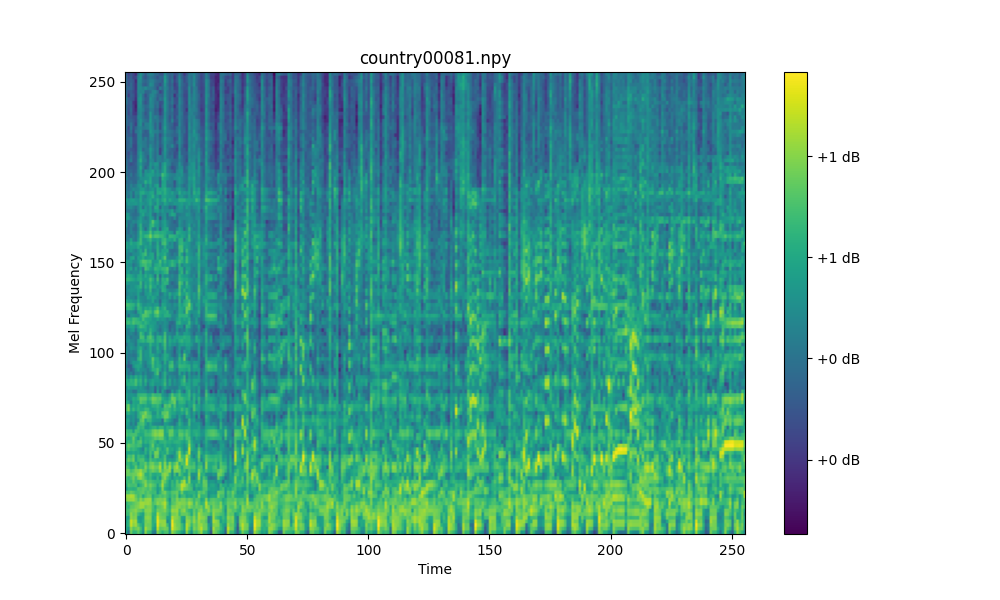 country00081.npy
250
200
150
100
50
0
Mel Frequency
0 50 100 150 200 250
Time
+1 dB
+1 dB
+0 dB
+0 dB